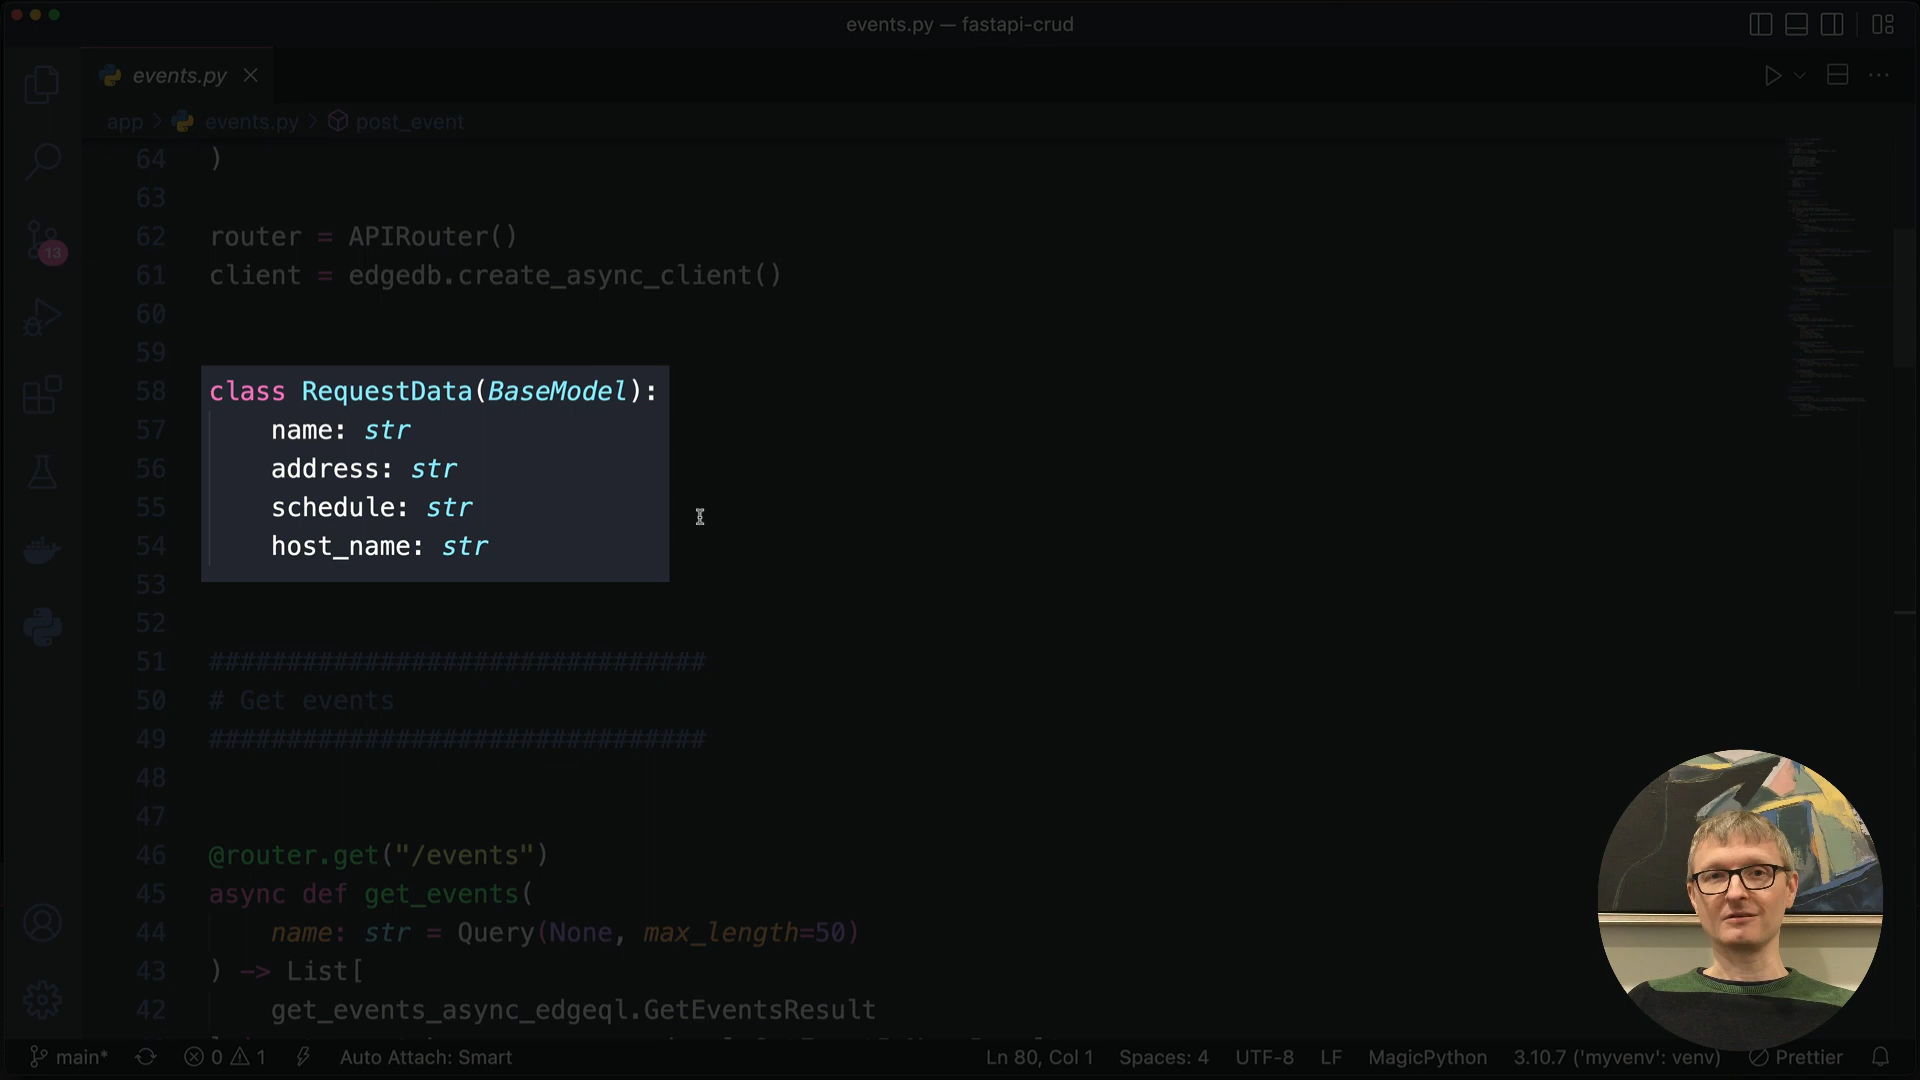 events.py — fastapi-crud
events.py
app > events.py > post_event
64 )
63
62 router = APIRouter()
61 client = edgedb.create_async_client()
60
59
58 class RequestData(BaseModel):
57 name: str
56 address: str
55 schedule: str
54 host_name: str
53
52
51 ################################
50 # Get events
49 ################################
48
47
46 @router.get("/events")
45 async def get_events(
44 name: str = Query(None, max_length=50)
43 ) -> List[
42 get_events_async_edgeql.GetEventsResult
13
main* 0 1 Auto Attach: Smart Ln 80, Col 1 Spaces: 4 UTF-8 LF MagicPython 3.10.7 ('myvenv': venv) Prettier